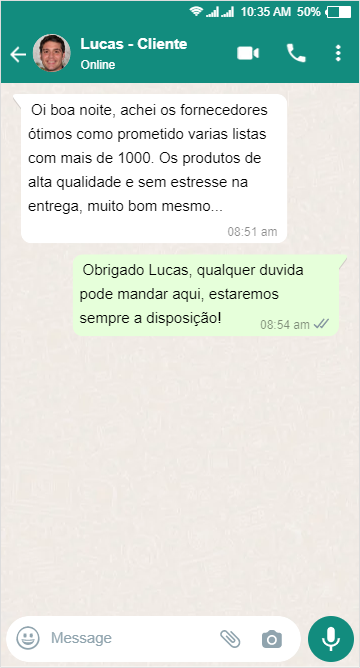 10:35 AM 50%
Lucas - Cliente
Online
Oi boa noite, achei os fornecedores
ótimos como prometido varias listas
com mais de 1000. Os produtos de
alta qualidade e sem estresse na
entrega, muito bom mesmo...
08:51 am
Obrigado Lucas, qualquer duvida
pode mandar aqui, estaremos
sempre a disposição!
08:54 am
Message